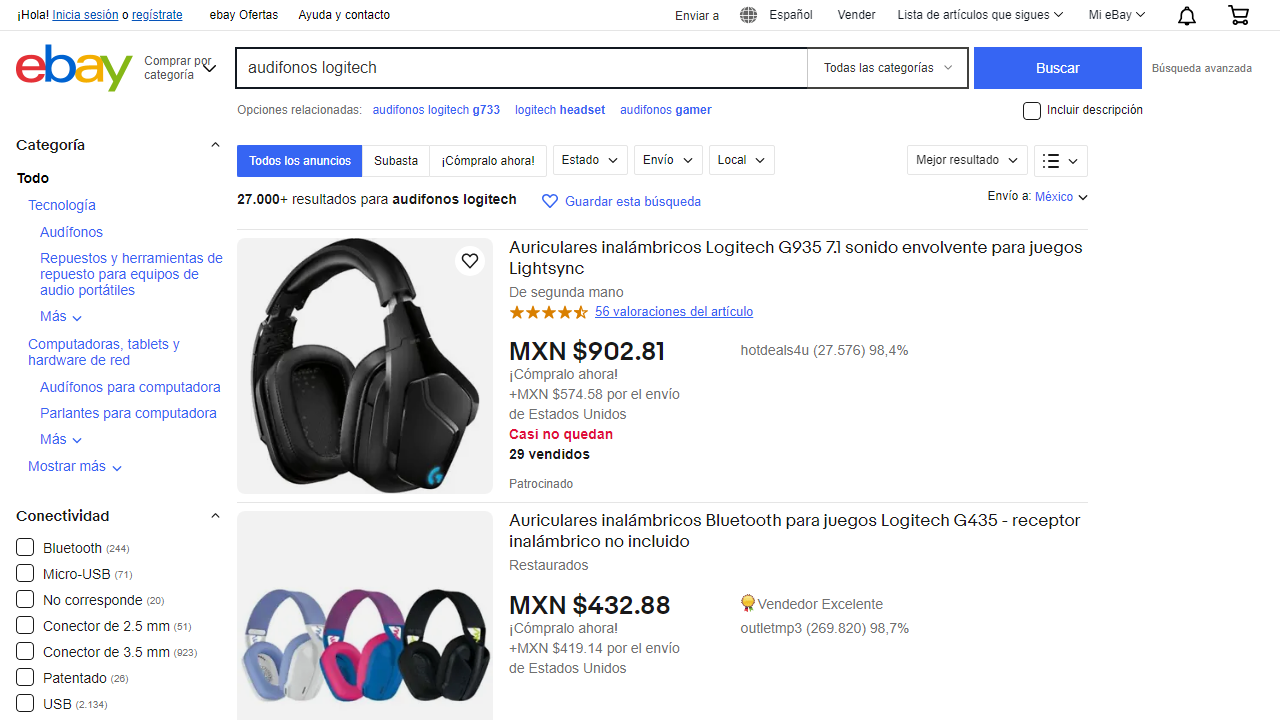 ¡Hola! Inicia sesión o regístrate
ebay Ofertas
Ayuda y contacto
Enviar a
Español
Vender
Lista de artículos que sigues
Mi eBay
ebay
Comprar por categoría
audifonos logitech
Todas las categorías
Buscar
Búsqueda avanzada
Opciones relacionadas: audifonos logitech g733 logitech headset audifonos gamer
Incluir descripción
Categoría
Todo
Tecnología
Audífonos
Repuestos y herramientas de
repuesto para equipos de
audio portátiles
Más
Computadoras, tablets y
hardware de red
Audífonos para computadora
Parlantes para computadora
Más
Mostrar más
Conectividad
Bluetooth (244)
Micro-USB (71)
No corresponde (20)
Conector de 2.5 mm (51)
Conector de 3.5 mm (923)
Patentado (26)
USB (2.134)
Todos los anuncios
Subasta
¡Cómpralo ahora!
Estado
Envío
Local
Mejor resultado
27.000+ resultados para audifonos logitech
Guardar esta búsqueda
Envío a: México
Auriculares inalámbricos Logitech G935 7.1 sonido envolvente para juegos
Lightsync
De segunda mano
56 valoraciones del artículo
MXN $902.81
¡Cómpralo ahora!
+MXN $574.58 por el envío
de Estados Unidos
Casi no quedan
29 vendidos
Patrocinado
hotdeals4u (27.576) 98,4%
Auriculares inalámbricos Bluetooth para juegos Logitech G435 - receptor
inalámbrico no incluido
Restaurados
MXN $432.88
¡Cómpralo ahora!
+MXN $419.14 por el envío
de Estados Unidos
Vendedor Excelente
outletmp3 (269.820) 98,7%